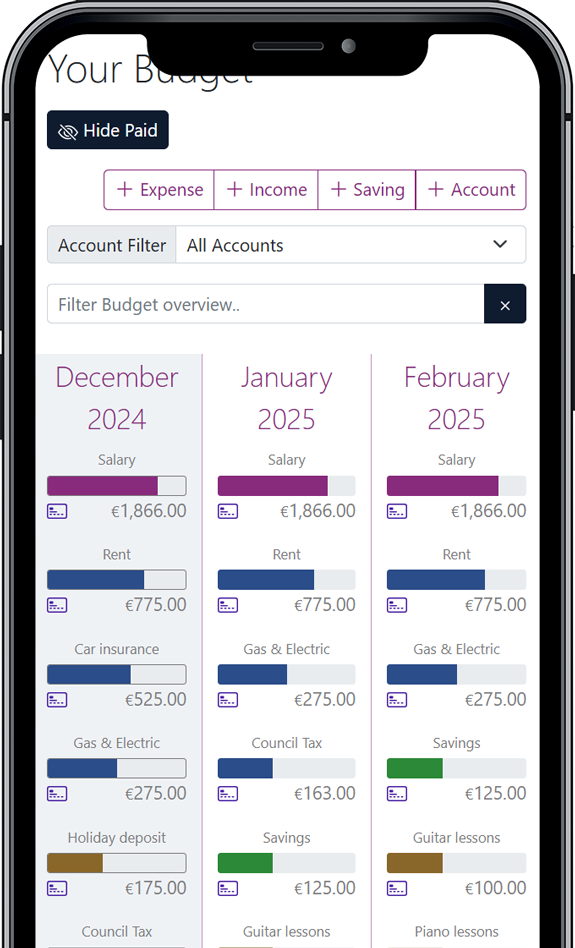 Your Budget
Hide Paid
Expense
Income
Saving
Account
Account Filter
All Accounts
Filter Budget overview..
December
2024
Salary
€1,866.00
Rent
€775.00
Car insurance
€525.00
Gas & Electric
€275.00
Holiday deposit
€175.00
Council Tax
January
2025
Salary
€1,866.00
Rent
€775.00
Gas & Electric
€275.00
Council Tax
€163.00
Savings
€125.00
Guitar lessons
February
2025
Salary
€1,866.00
Rent
€775.00
Gas & Electric
€275.00
Savings
€125.00
Guitar lessons
€100.00
Piano lessons